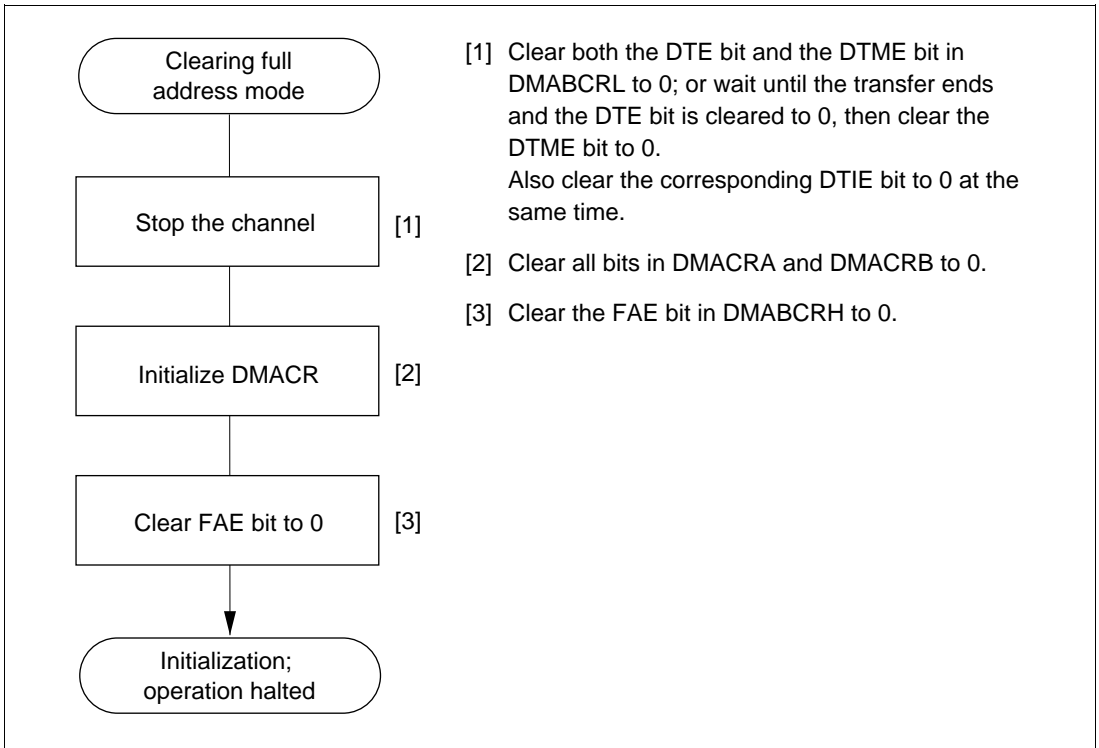 Clearing full
address mode
Stop the channel [1]
Initialize DMACR [2]
Clear FAE bit to 0 [3]
Initialization;
operation halted
[1] Clear both the DTE bit and the DTME bit in
DMABCRL to 0; or wait until the transfer ends
and the DTE bit is cleared to 0, then clear the
DTME bit to 0.
Also clear the corresponding DTIE bit to 0 at the
same time.
[2] Clear all bits in DMACRA and DMACRB to 0.
[3] Clear the FAE bit in DMABCRH to 0.